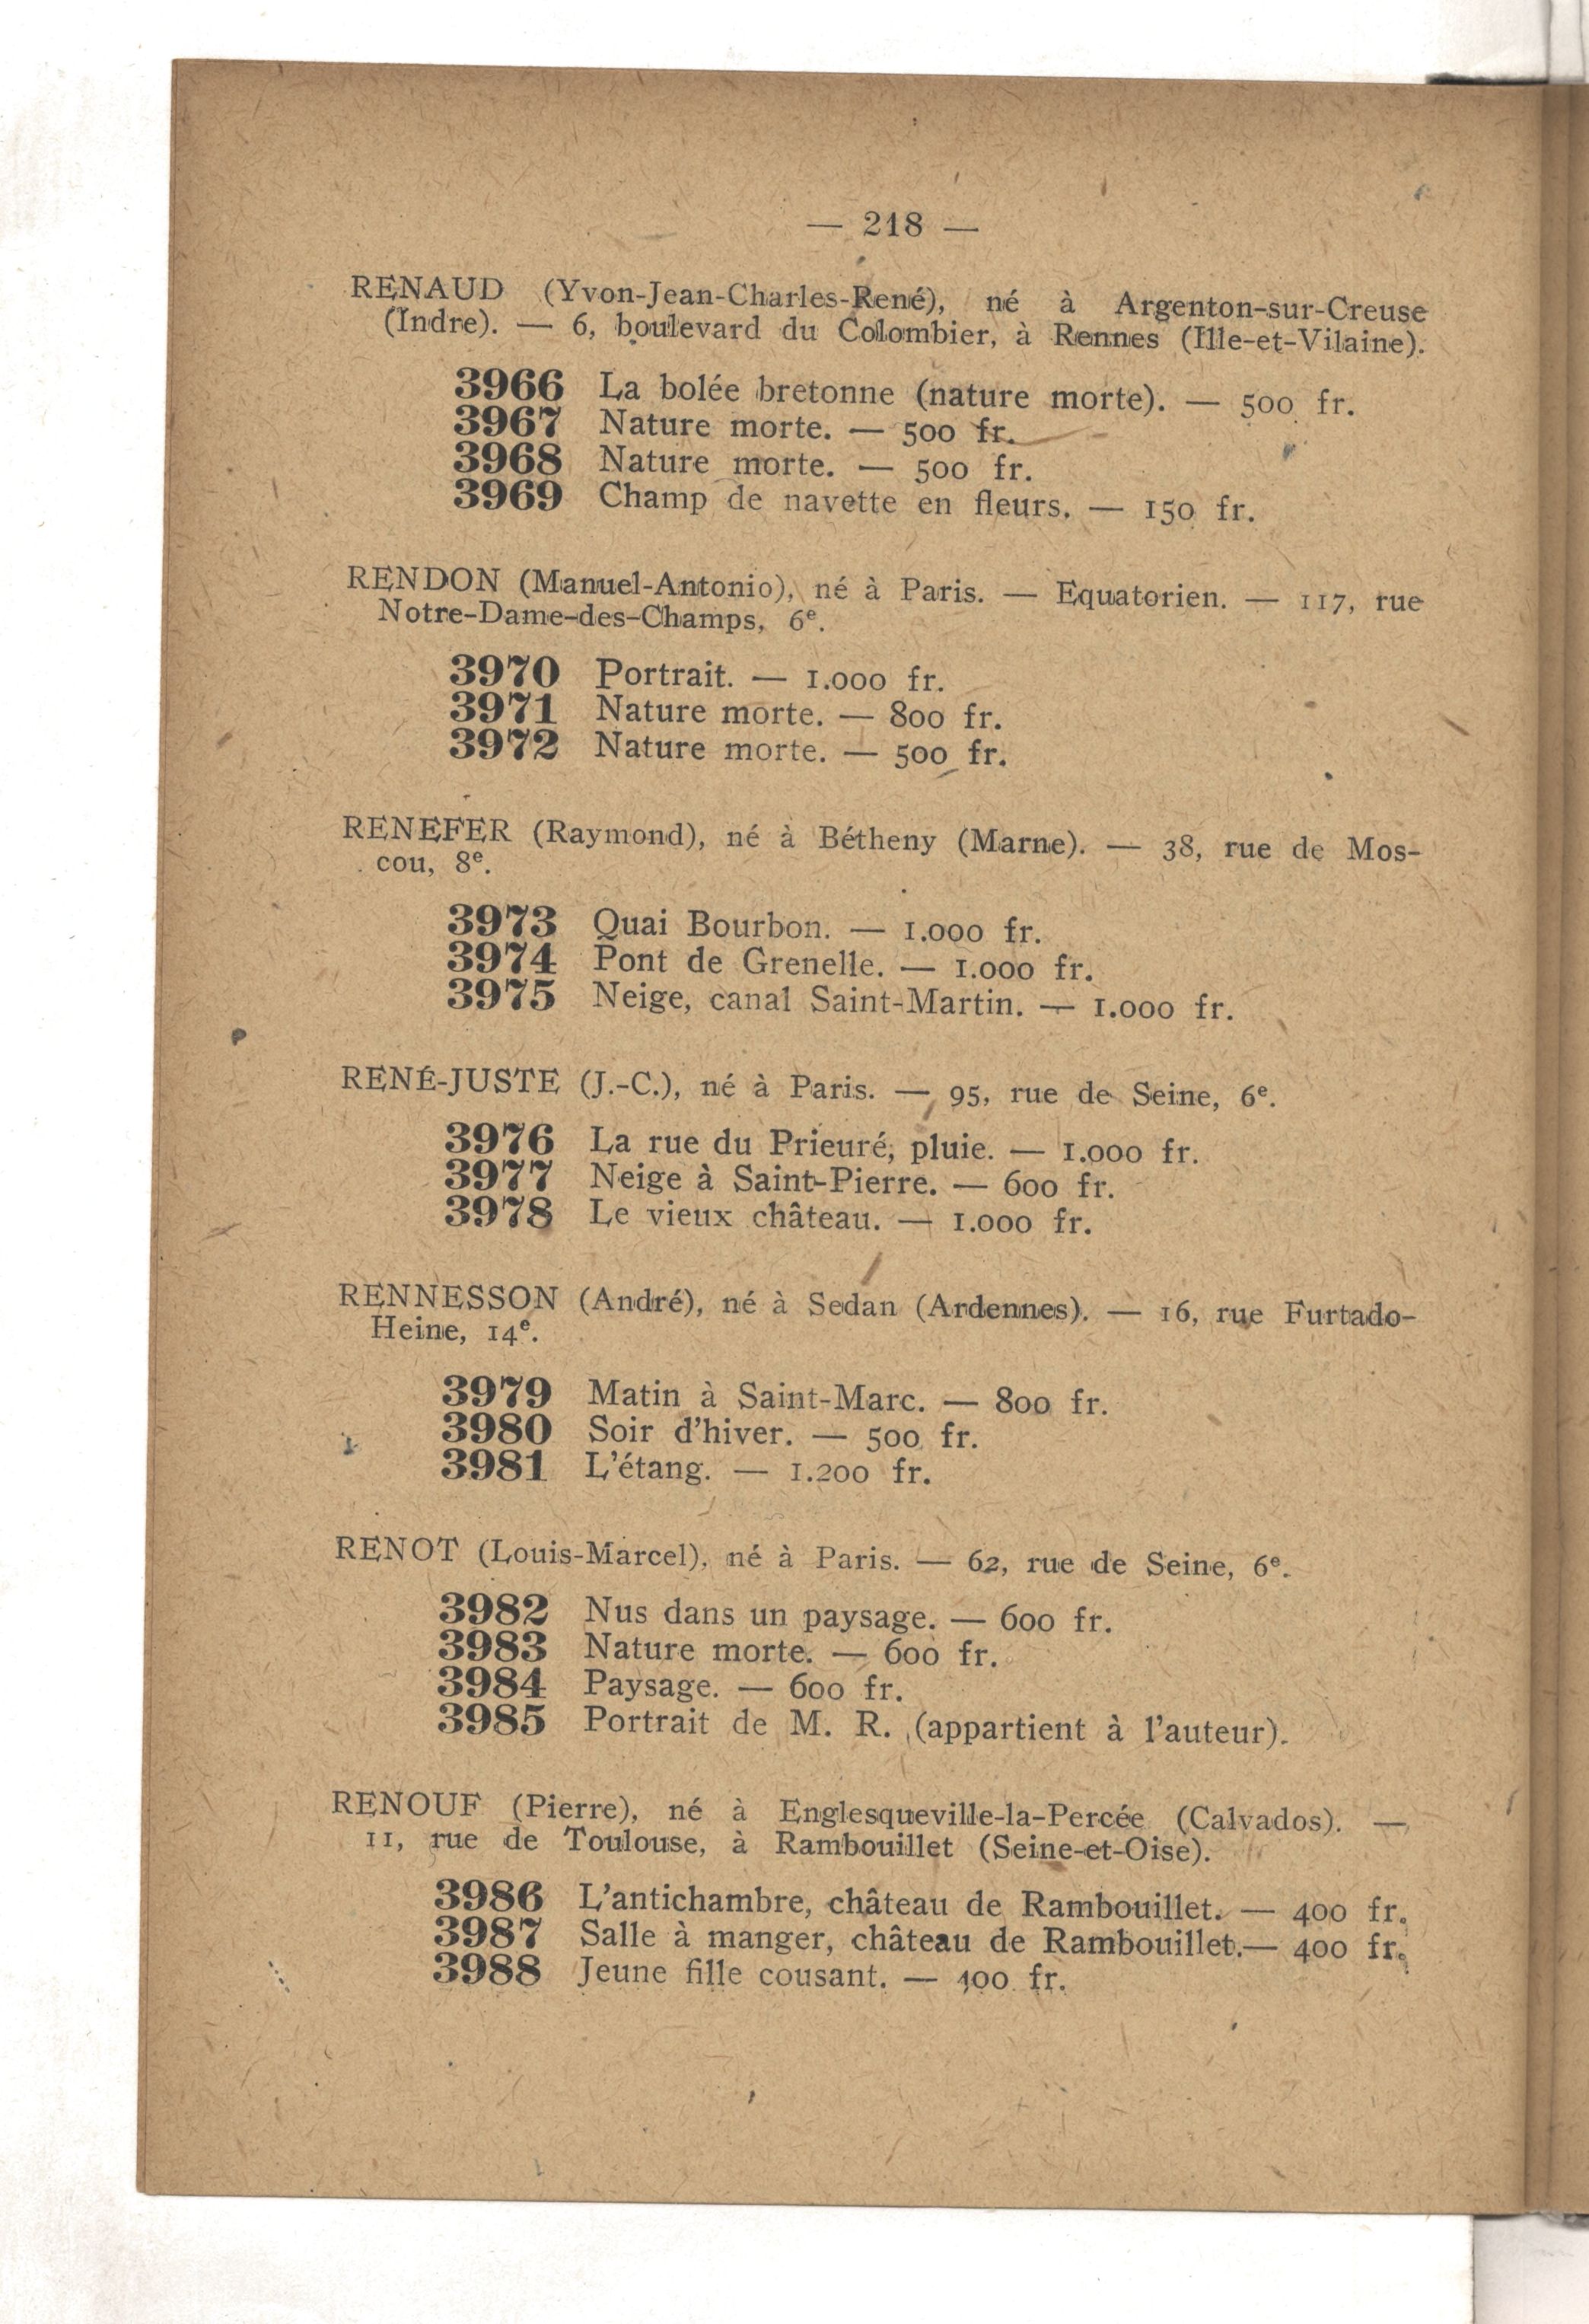 — 218 —
RENAUD (Yvon-Jean-Charles-René), né à Argenton-sur-Creuse
(Indre). — 6, boulevard du Colombier, à Rennes (Ille-et-Vilaine).
3966 La bolée bretonne (nature morte). — 500 fr.
3967 Nature morte. — 500 fr.
3968 Nature morte. — 500 fr.
3969 Champ de navette en fleurs. — 150 fr.
RENDON (Manuel-Antonio), né à Paris. — Equatorien. — 117, rue
Notre-Dame-des-Champs, 6e.
3970 Portrait. — 1.000 fr.
3971 Nature morte. — 800 fr.
3972 Nature morte. — 500 fr.
RENEFER (Raymond), né à Bétheny (Marne). — 38, rue de Mos-
cou, 8e.
3973 Quai Bourbon. — 1.000 fr.
3974 Pont de Grenelle. — 1.000 fr.
3975 Neige, canal Saint-Martin. — 1.000 fr.
RENÉ-JUSTE (J.-C.), né à Paris. — 95, rue de Seine, 6e.
3976 La rue du Prieuré, pluie. — 1.000 fr.
3977 Neige à Saint-Pierre. — 600 fr.
3978 Le vieux château. — 1.000 fr.
RENNESSON (André), né à Sedan (Ardennes). — 16, rue Furtado-
Heine, 14e.
3979 Matin à Saint-Marc. — 800 fr.
3980 Soir d'hiver. — 500 fr.
3981 L'étang. — 1.200 fr.
RENOT (Louis-Marcel), né à Paris. — 62, rue de Seine, 6e.
3982 Nus dans un paysage. — 600 fr.
3983 Nature morte. — 600 fr.
3984 Paysage. — 600 fr.
3985 Portrait de M. R. (appartient à l'auteur).
RENOUF (Pierre), né à Englesqueville-la-Percée (Calvados). —
11, rue de Toulouse, à Rambouillet (Seine-et-Oise).
3986 L'antichambre, château de Rambouillet. — 400 fr.
3987 Salle à manger, château de Rambouillet. — 400 fr.
3988 Jeune fille cousant. — 400 fr.